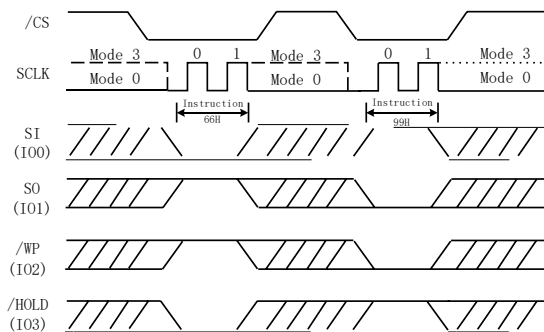 /CS
Mode 3 0 1 Mode 3 0 1 Mode 3
SCLK
Mode 0 Mode 0 Mode 0
Instruction Instruction
66H 99H
SI
(IO0)
SO
(IO1)
/WP
(IO2)
/HOLD
(IO3)